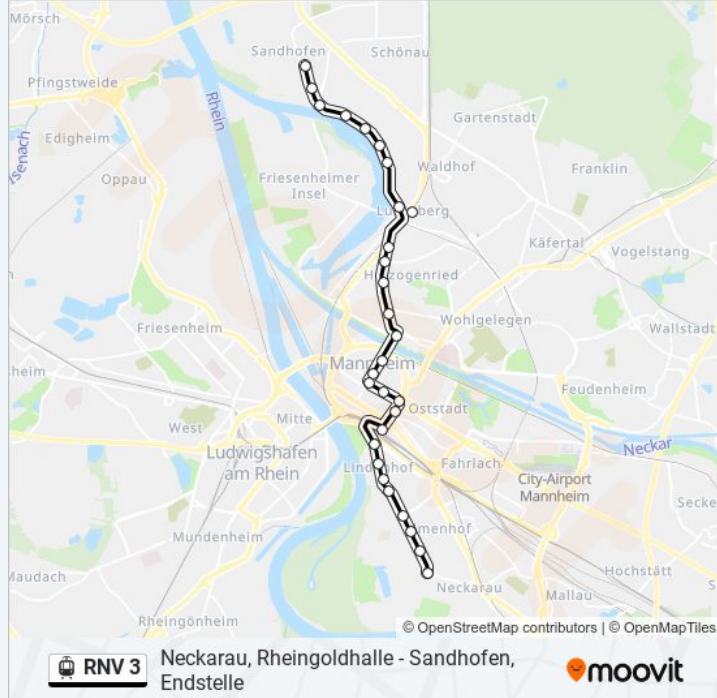 Mörsch
Sandhofen
Schönau
Pfingstweide
Rhein
Gartenstadt
Edigheim
Waldhof
Franklin
Oppau
Friesenheimer
Insel
Käfertal
Vogelstang
Herzogenried
Wohlgelegen
Friesenheim
Wallstadt
Mannheim
Feudenheim
Oststadt
West
Mitte
Neckar
Ludwigshafen
am Rhein
Lindenhof
Fahrlach
City-Airport
Mannheim
Mundenheim
Maudach
Hochstätt
Neckarau
Mallau
Rheingönheim
© OpenStreetMap contributors | © OpenMapTiles
RNV 3
Neckarau, Rheingoldhalle - Sandhofen,
Endstelle
moovit